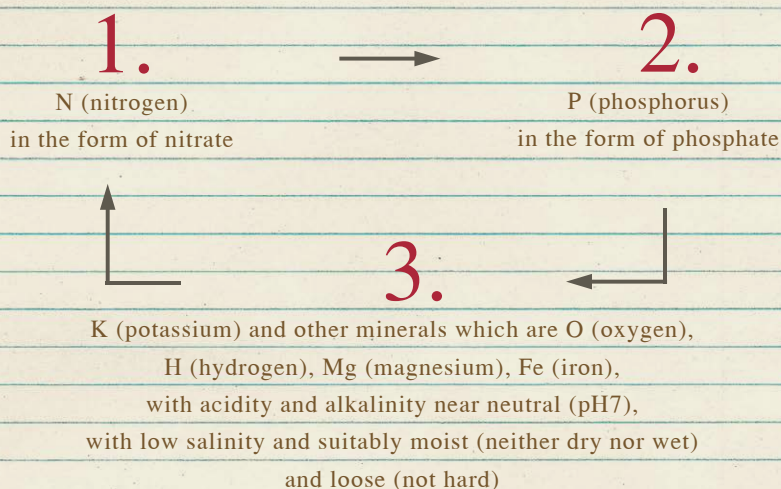 1.
N (nitrogen)
in the form of nitrate
2.
P (phosphorus)
in the form of phosphate
3.
K (potassium) and other minerals which are O (oxygen),
H (hydrogen), Mg (magnesium), Fe (iron),
with acidity and alkalinity near neutral (pH7),
with low salinity and suitably moist (neither dry nor wet)
and loose (not hard)